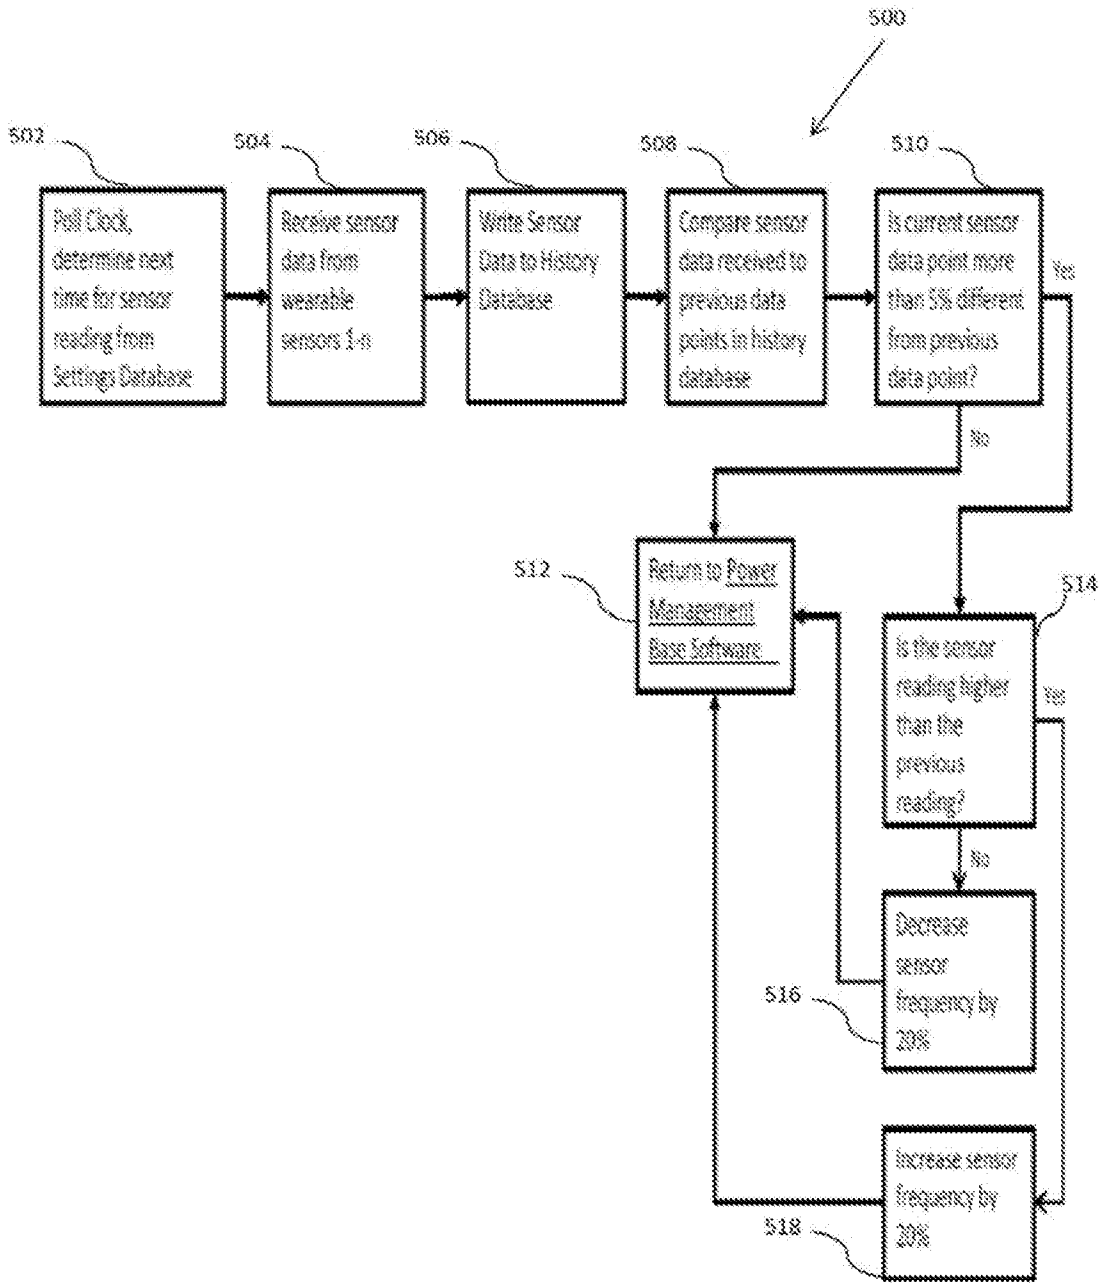 500
502
504
506
508
510
Poll Clock,
determine next
time for sensor
reading from
Settings Database
Receive sensor
data from
wearable
sensors 1-n
Write Sensor
Data to History
Database
Compare sensor
data received to
previous data
points in history
database
Is current sensor
data point more
than 5% different
from previous
data point?
Yes
No
512
Return to Power
Management
Base Software
514
Is the sensor
reading higher
than the
previous
reading?
Yes
No
516
Decrease
sensor
frequency by
20%
518
Increase sensor
frequency by
20%